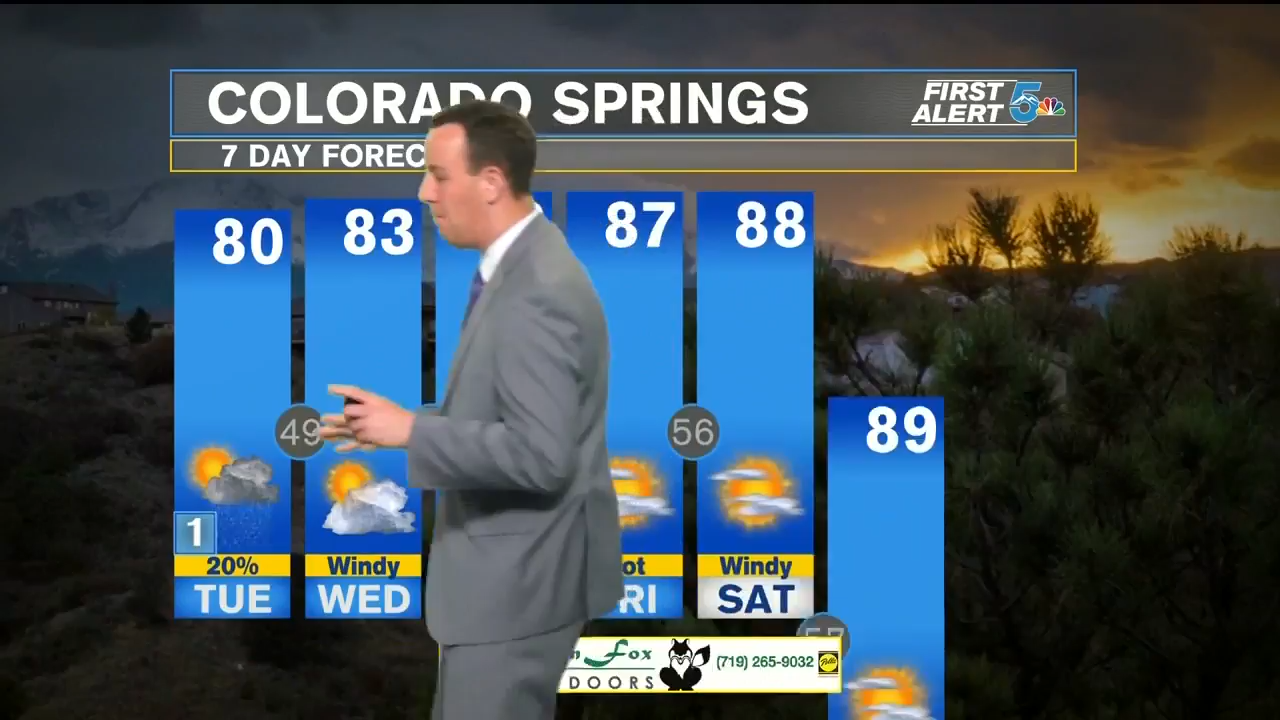 COLORADO SPRINGS
FIRST ALERT 5
7 DAY FOREC
80
83
87
88
89
49
56
1
20%
Windy
ot
Windy
TUE
WED
RI
SAT
n Fox
DOORS
(719) 265-9032
Pella